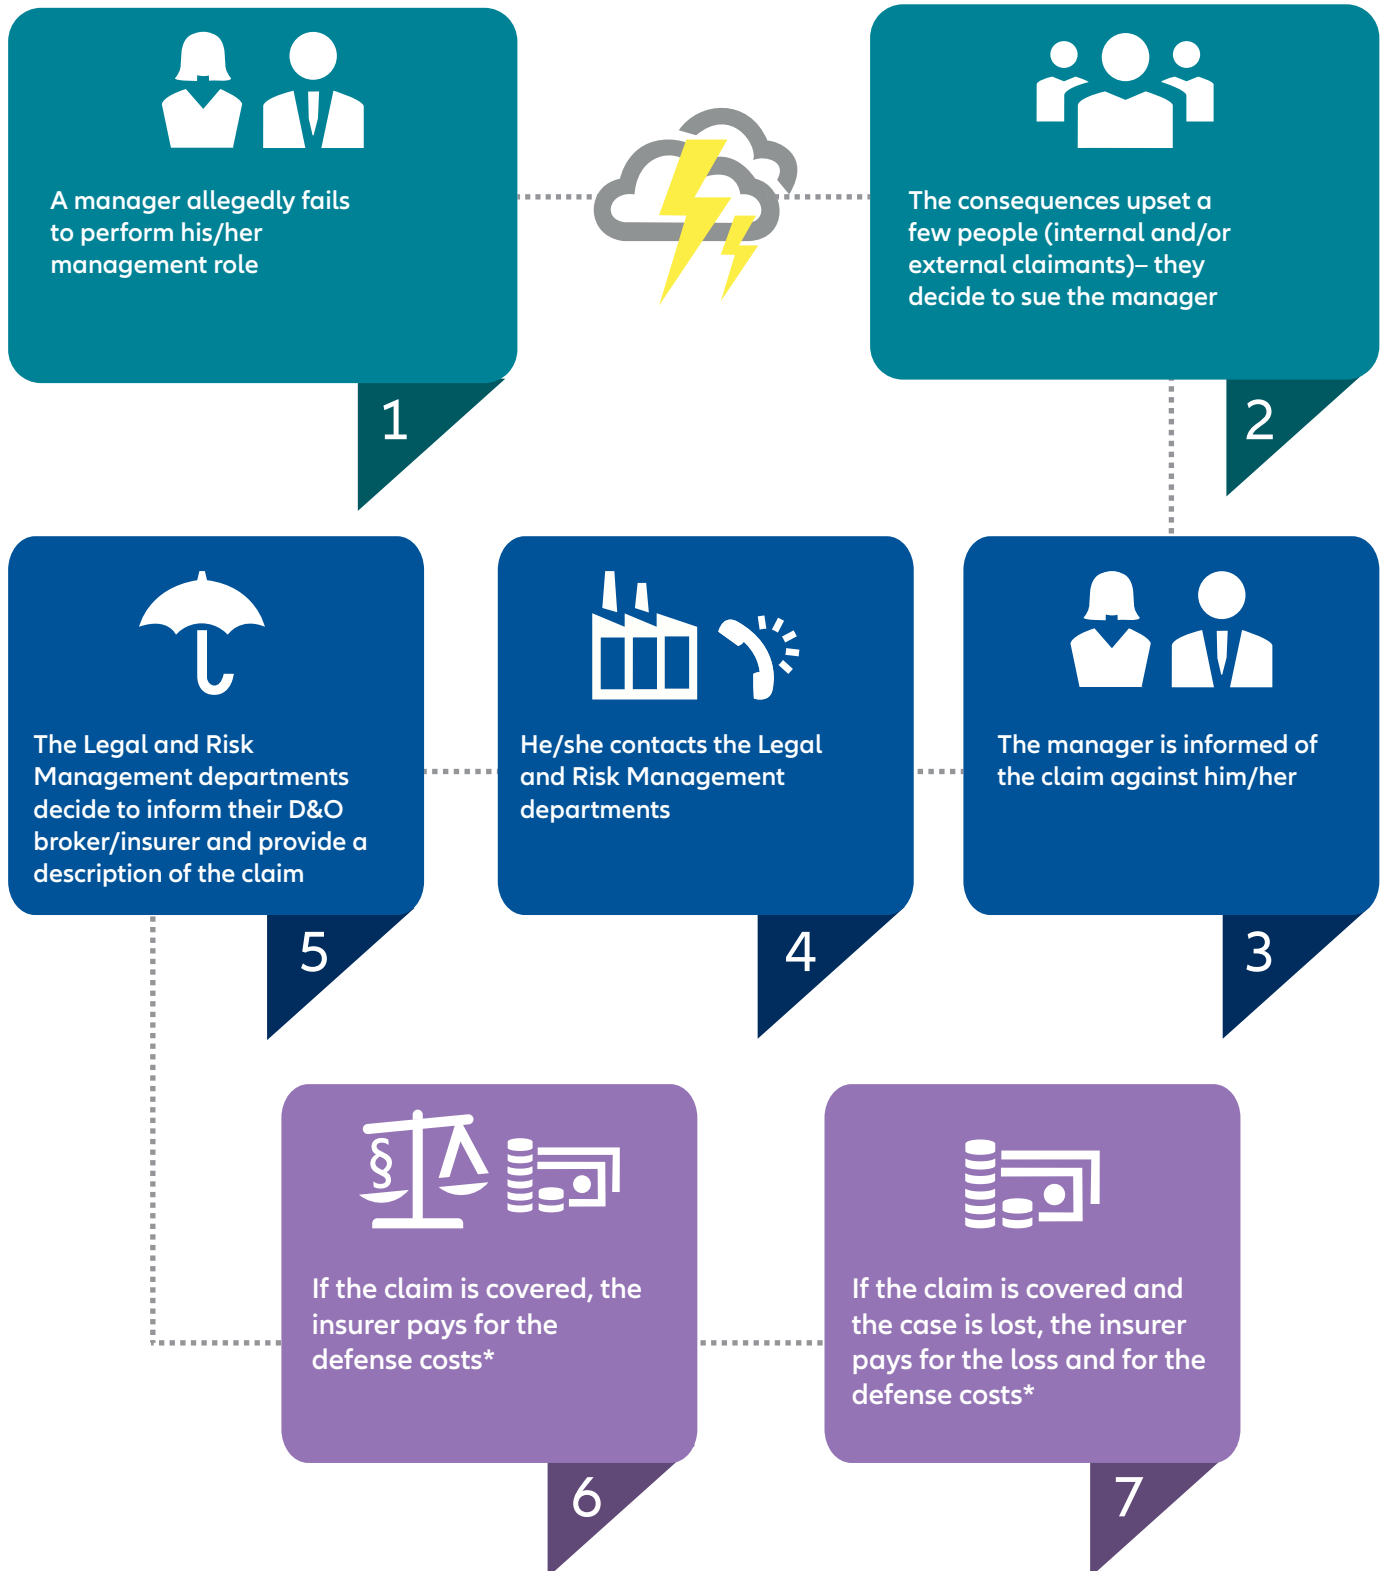 A manager allegedly fails
to perform his/her
management role
1
The consequences upset a
few people (internal and/or
external claimants)– they
decide to sue the manager
2
The manager is informed of
the claim against him/her
3
He/she contacts the Legal
and Risk Management
departments
4
The Legal and Risk
Management departments
decide to inform their D&O
broker/insurer and provide a
description of the claim
5
§
If the claim is covered, the
insurer pays for the
defense costs*
6
If the claim is covered and
the case is lost, the insurer
pays for the loss and for the
defense costs*
7